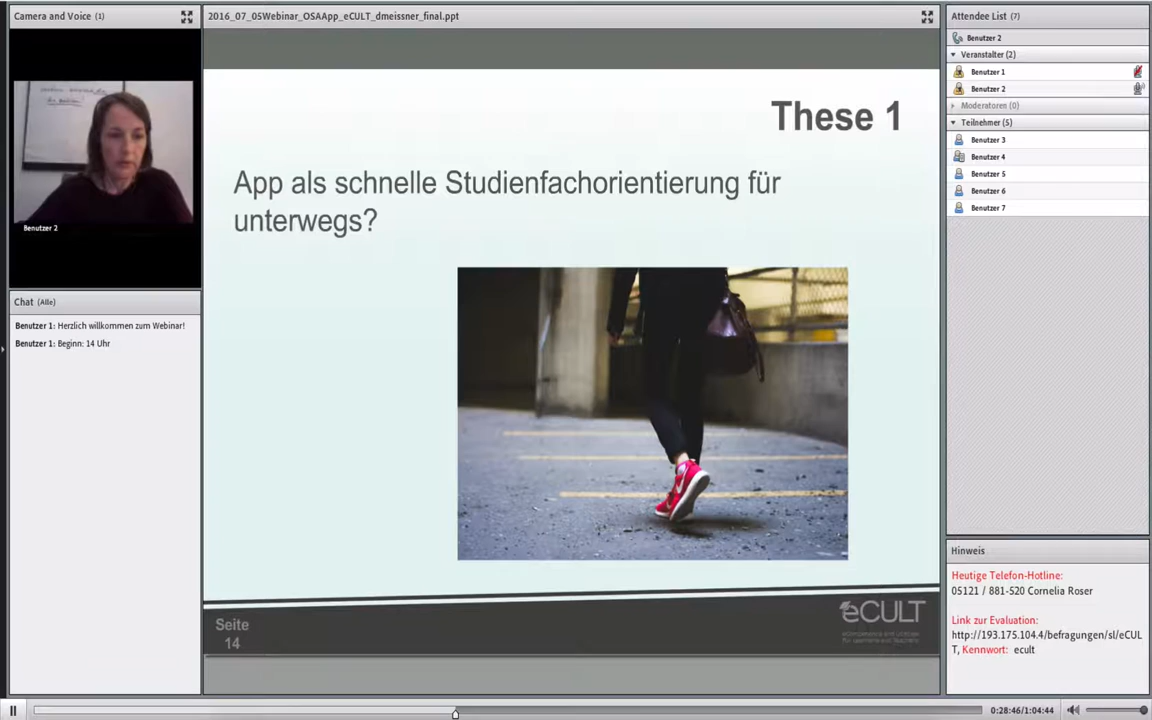 Camera and Voice (1)
Benutzer 2
Chat (Alle)
Benutzer 1: Herzlich willkommen zum Webinar!
Benutzer 1: Beginn: 14 Uhr
2016_07_05Webinar_OSAApp_eCULT_dmeissner_final.ppt
These 1
App als schnelle Studienfachorientierung für
unterwegs?
Seite
14
eCULT
Attendee List (7)
Benutzer 2
Veranstalter (2)
Benutzer 1
Benutzer 2
Moderatoren (0)
Teilnehmer (5)
Benutzer 3
Benutzer 4
Benutzer 5
Benutzer 6
Benutzer 7
Hinweis
Heutige Telefon-Hotline:
05121 / 881-520 Cornelia Roser
Link zur Evaluation:
http://193.175.104.4/befragungen/sl/eCUL
T, Kennwort: ecult
0:28:46/1:04:44